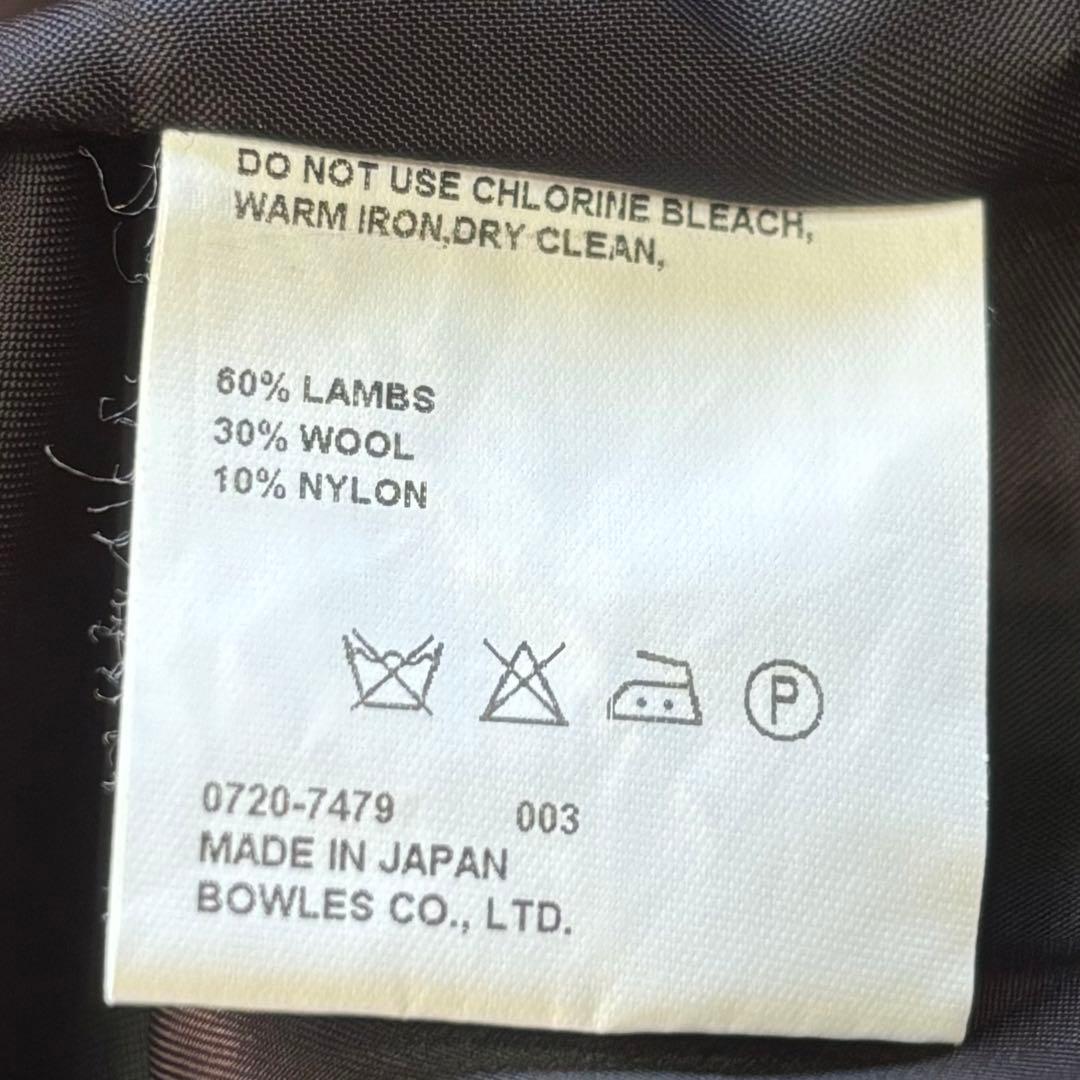 DO NOT USE CHLORINE BLEACH,
WARM IRON,DRY CLEAN,
60% LAMBS
30% WOOL
10% NYLON
P
0720-7479 003
MADE IN JAPAN
BOWLES CO., LTD.